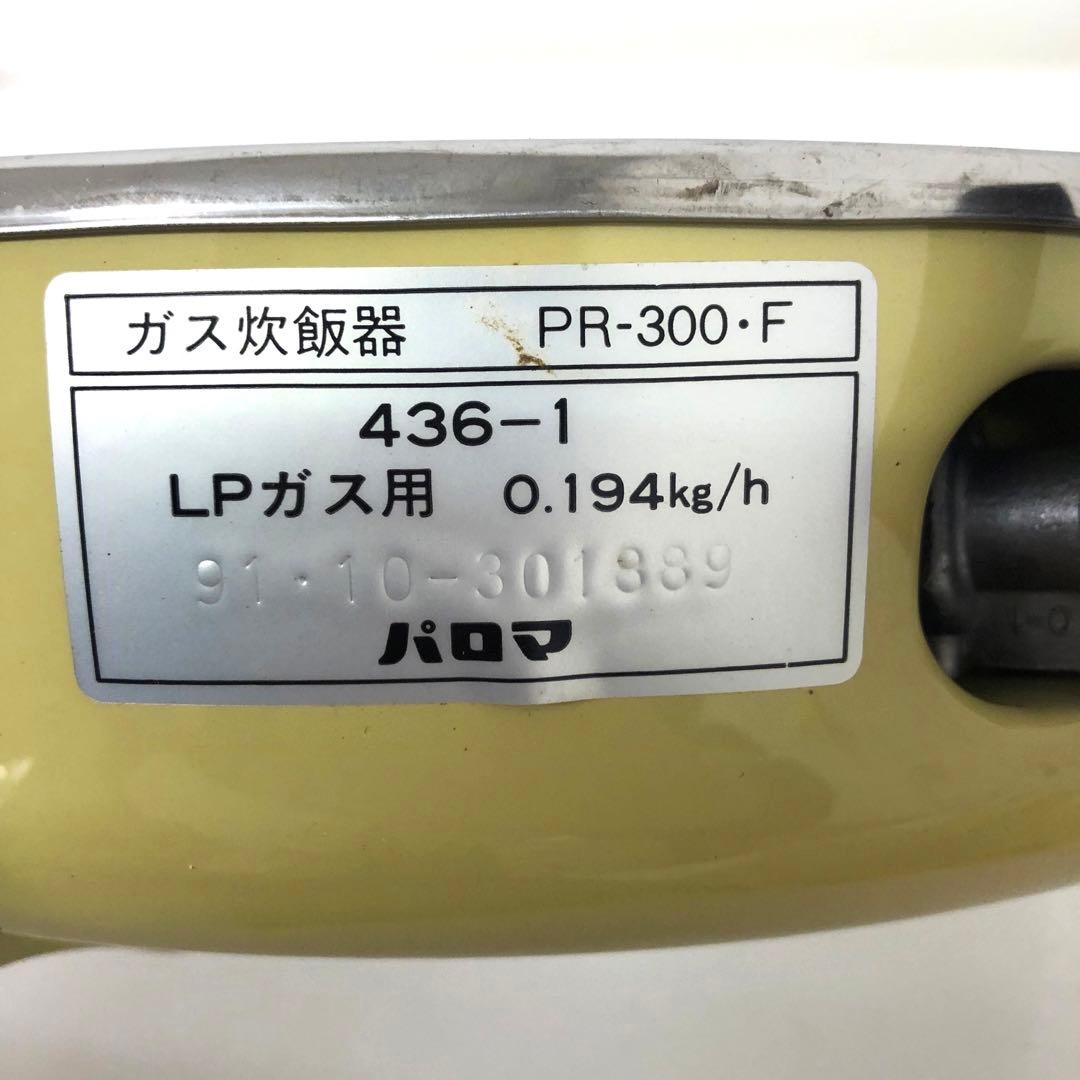 ガス炊飯器 PR-300・F
436-1
LPガス用 0.194kg/h
91・10-301889
パロマ